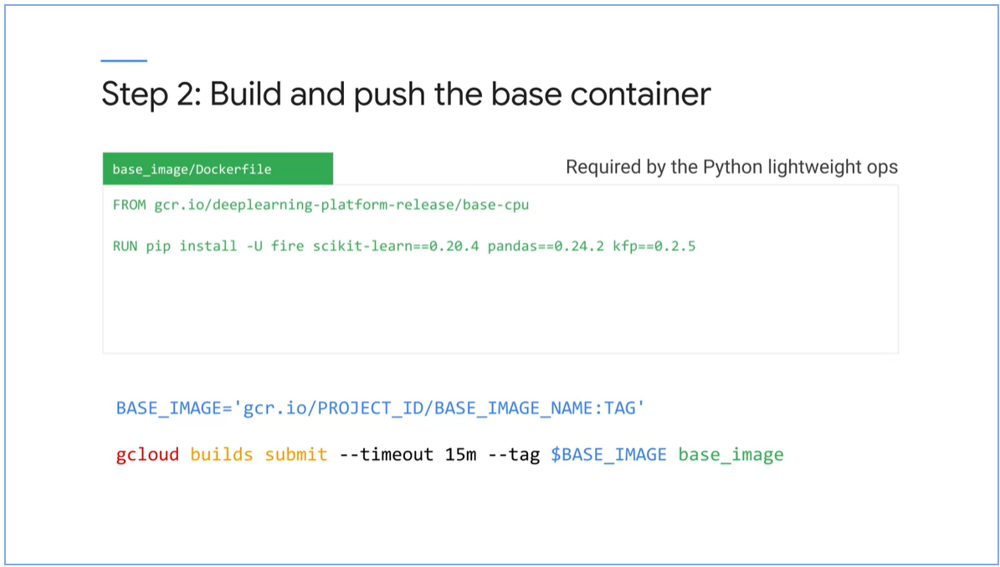 Step 2: Build and push the base container
base_image/Dockerfile
Required by the Python lightweight ops
FROM gcr.io/deeplearning-platform-release/base-cpu
RUN pip install -U fire scikit-learn==0.20.4 pandas==0.24.2 kfp==0.2.5
BASE_IMAGE='gcr.io/PROJECT_ID/BASE_IMAGE_NAME:TAG'
gcloud builds submit --timeout 15m --tag $BASE_IMAGE base_image